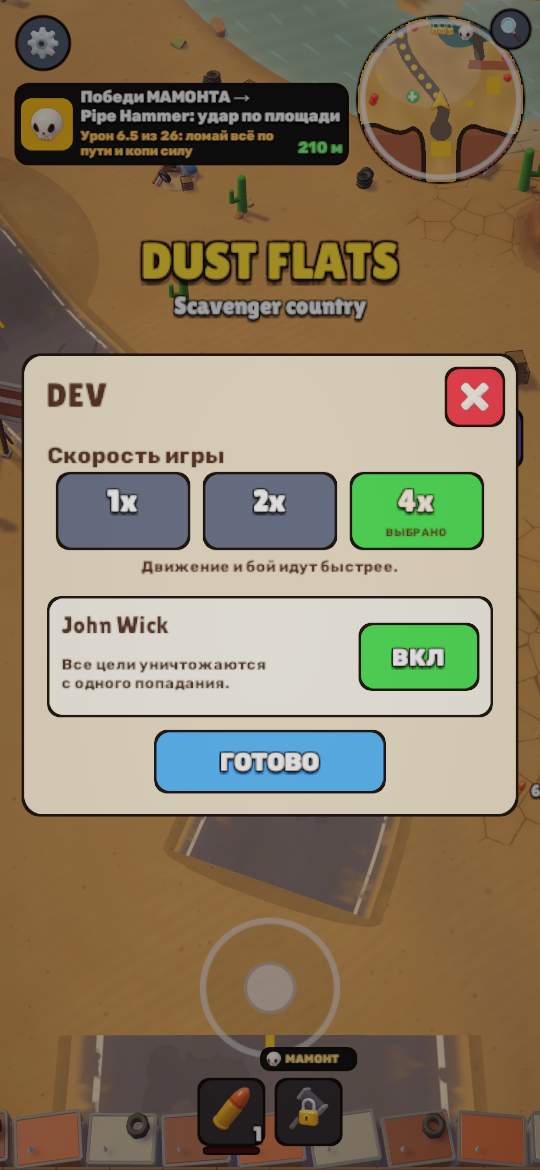 Победи МАМОНТА →
Pipe Hammer: удар по площади
Урон 6.5 из 26: ломай всё по
пути и копи силу
210 м
DUST FLATS
Scavenger country
DEV
Скорость игры
1x
2x
4x
ВЫБРАНО
Движение и бой идут быстрее.
John Wick
Все цели уничтожаются
с одного попадания.
ВКЛ
ГОТОВО
МАМОНТ
1